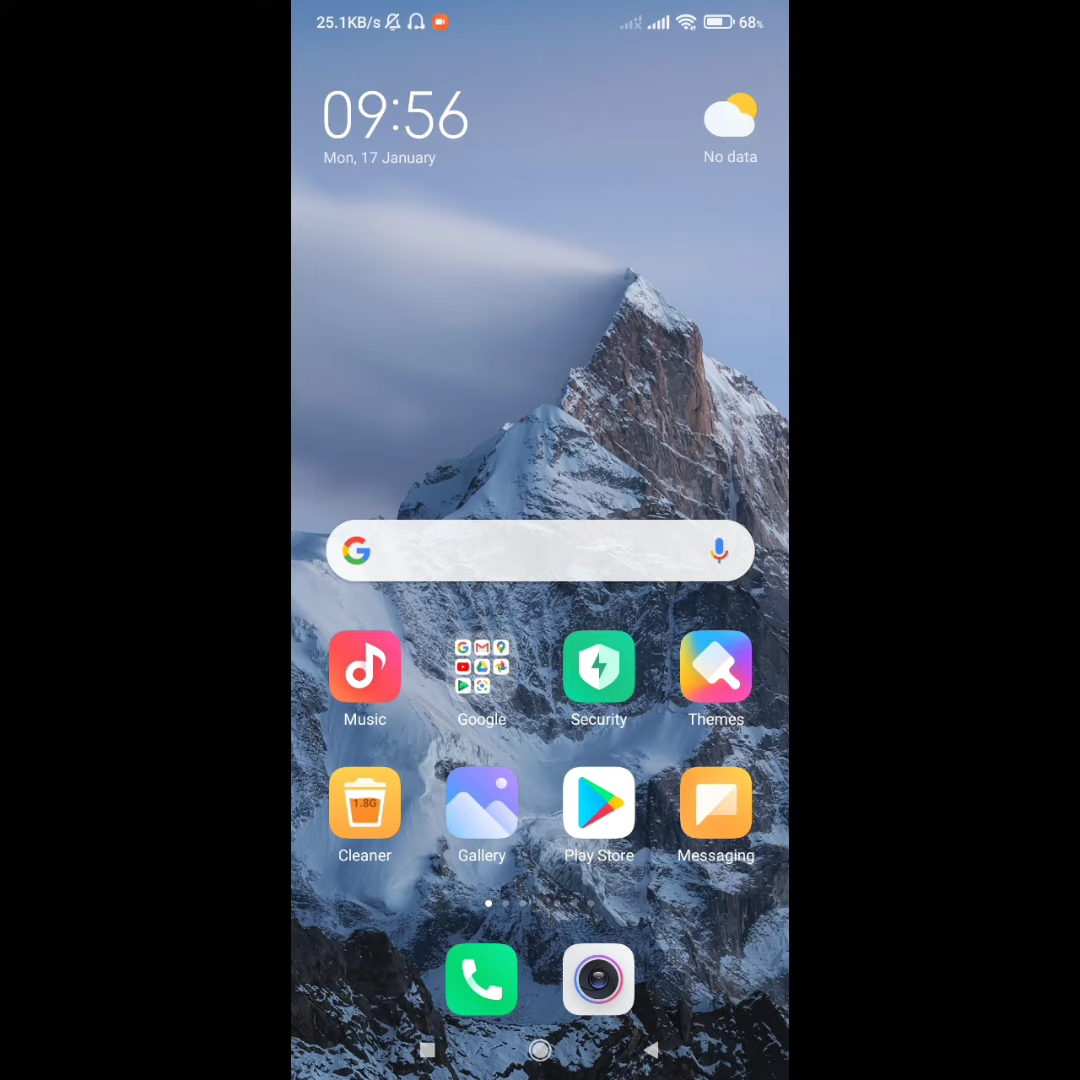 25.1KB/s 68%
09:56
Mon, 17 January
No data
Music Google Security Themes
1.8G
Cleaner Gallery Play Store Messaging